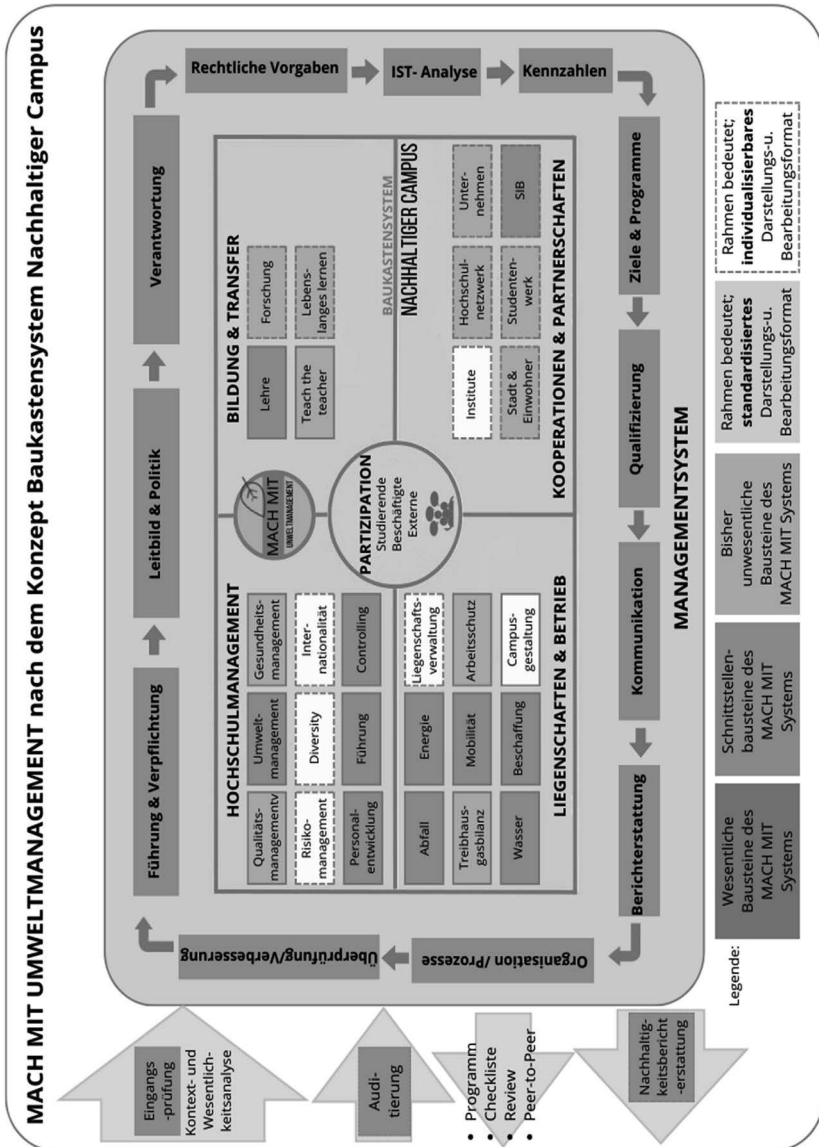 MACH MIT UMWELTMANAGEMENT nach dem Konzept Baukastensystem Nachhaltiger Campus
Eingangs
-prüfung
Kontext- und
Wesentlich-
keitsanalyse
Audi-
tierung
• Programm
• Checkliste
• Review
• Peer-to-Peer
Nachhaltig-
keitsbericht
-erstattung
Führung & Verpflichtung
Leitbild & Politik
Verantwortung
Rechtliche Vorgaben
IST- Analyse
Kennzahlen
Ziele & Programme
Qualifizierung
Kommunikation
Berichterstattung
Organisation /Prozesse
Überprüfung/Verbesserung
HOCHSCHULMANAGEMENT
Qualitäts-
managementv
Umwelt-
management
Gesundheits-
management
Risiko-
management
Diversity
Inter-
nationalität
Personal-
entwicklung
Führung
Controlling
MACH MIT
UMWELTMANAGEMENT
BILDUNG & TRANSFER
Lehre
Forschung
Teach the
teacher
Lebens-
langes lernen
PARTIZIPATION
Studierende
Beschäftigte
Externe
BAUKASTENSYSTEM
NACHHALTIGER CAMPUS
Abfall
Energie
Liegenschafts-
verwaltung
Treibhaus-
gasbilanz
Mobilität
Arbeitsschutz
Wasser
Beschaffung
Campus-
gestaltung
LIEGENSCHAFTEN & BETRIEB
Institute
Hochschul-
netzwerk
Unter-
nehmen
Stadt &
Einwohner
Studenten-
werk
SIB
KOOPERATIONEN & PARTNERSCHAFTEN
MANAGEMENTSYSTEM
Legende:
Wesentliche
Bausteine des
MACH MIT
Systems
Schnittstellen-
bausteine des
MACH MIT
Systems
Bisher
unwesentliche
Bausteine des
MACH MIT Systems
Rahmen bedeutet;
standardisiertes
Darstellungs-u.
Bearbeitungsformat
Rahmen bedeutet;
individualisierbares
Darstellungs-u.
Bearbeitungsformat